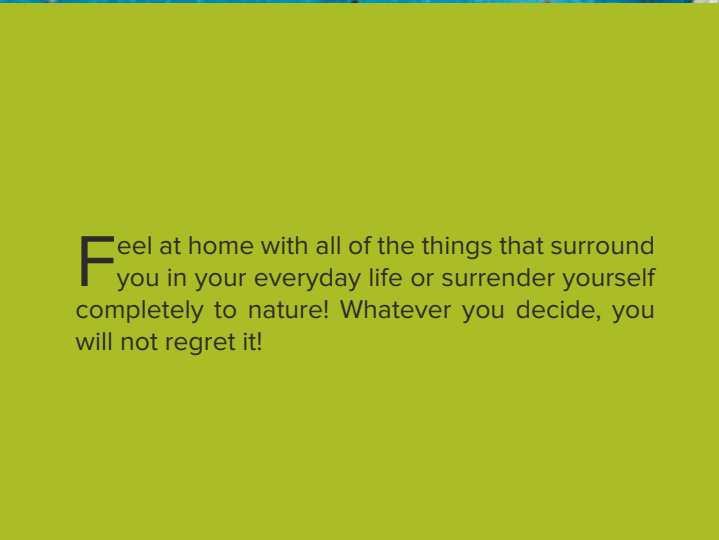 Feel at home with all of the things that surround
you in your everyday life or surrender yourself
completely to nature! Whatever you decide, you
will not regret it!